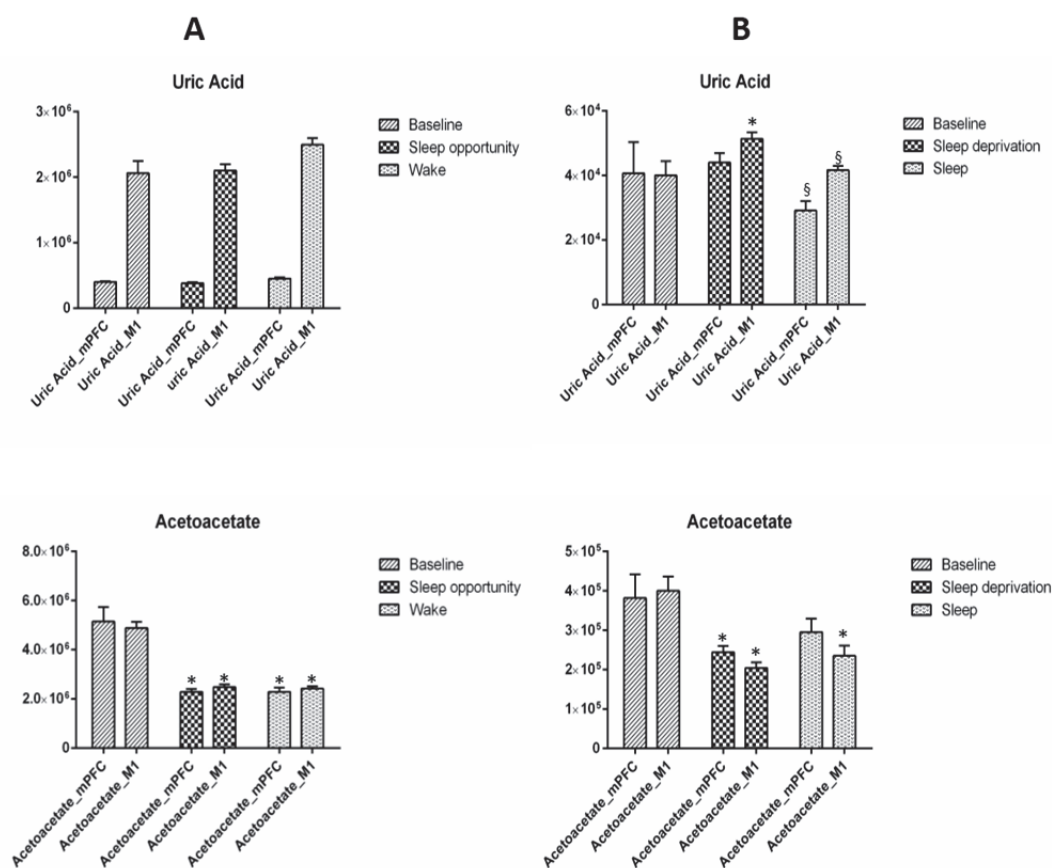 A
Uric Acid
3×10⁶
2×10⁶
1×10⁶
0
Uric Acid_mPFC
Uric Acid_M1
Uric Acid_mPFC
uric Acid_M1
Uric Acid_mPFC
Uric Acid_M1
Baseline
Sleep opportunity
Wake
B
Uric Acid
6×10⁴
4×10⁴
2×10⁴
0
*
§
§
Uric Acid_mPFC
Uric Acid_M1
Uric Acid_mPFC
Uric Acid_M1
Uric Acid_mPFC
Uric Acid_M1
Baseline
Sleep deprivation
Sleep
Acetoacetate
8.0×10⁶
6.0×10⁶
4.0×10⁶
2.0×10⁶
0
* * * *
Acetoacetate_mPFC
Acetoacetate_M1
Acetoacetate_mPFC
Acetoacetate_M1
Acetoacetate_mPFC
Acetoacetate_M1
Baseline
Sleep opportunity
Wake
Acetoacetate
5×10⁵
4×10⁵
3×10⁵
2×10⁵
1×10⁵
0
* * *
Acetoacetate_mPFC
Acetoacetate_M1
Acetoacetate_mPFC
Acetoacetate_M1
Acetoacetate_mPFC
Acetoacetate_M1
Baseline
Sleep deprivation
Sleep